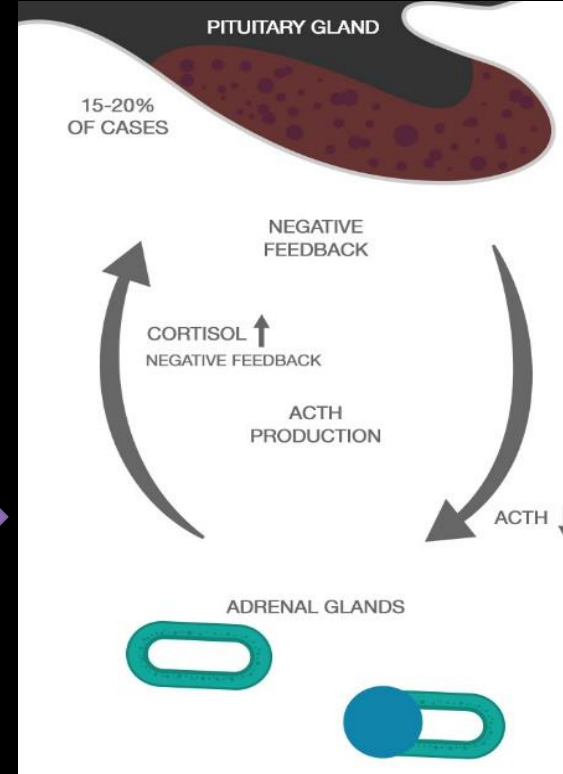 PITUITARY GLAND
15-20%
OF CASES
NEGATIVE
FEEDBACK
CORTISOL
NEGATIVE FEEDBACK
ACTH
PRODUCTION
ACTH
ADRENAL GLANDS